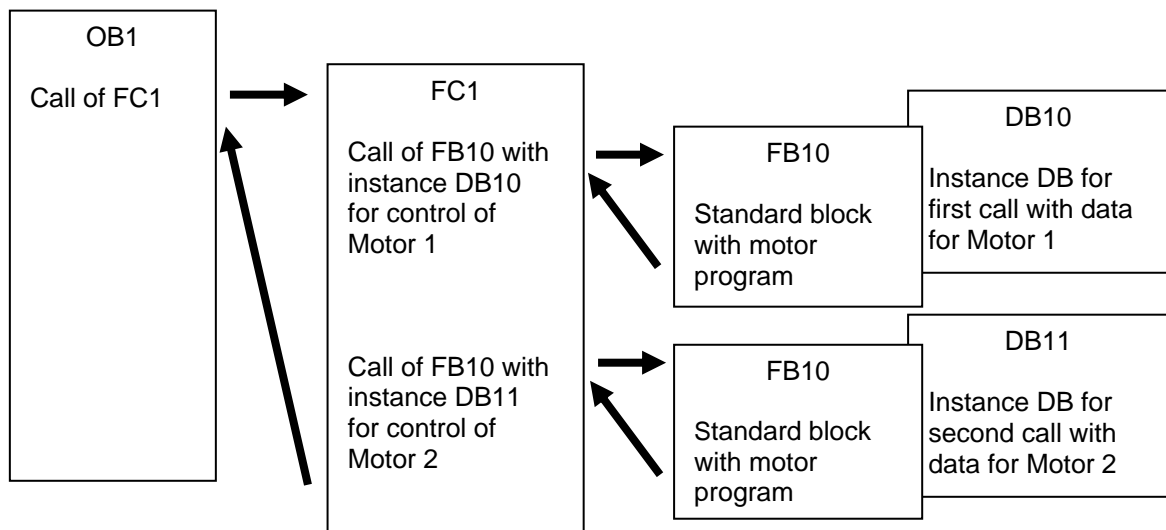 OB1
Call of FC1
FC1
Call of FB10 with
instance DB10
for control of
Motor 1
Call of FB10 with
instance DB11
for control of
Motor 2
FB10
Standard block
with motor
program
DB10
Instance DB for
first call with data
for Motor 1
FB10
Standard block
with motor
program
DB11
Instance DB for
second call with
data for Motor 2